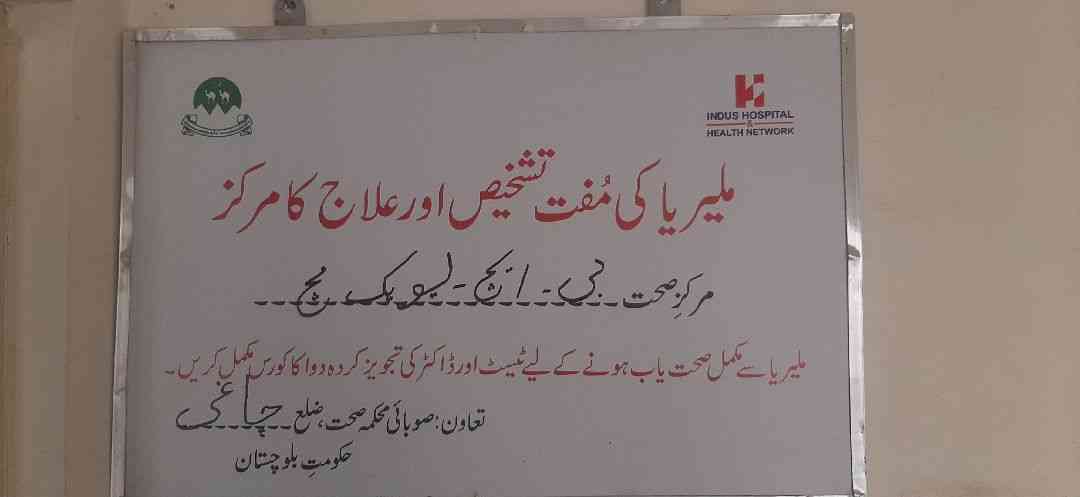 INDUS HOSPITAL
&
HEALTH NETWORK
ملیریا کی مُفت تشخیص اور علاج کا مرکز
مرکزِ صحت بی۔ ایچ۔ یو یک مچ
ملیریا سے مکمل صحت یاب ہونے کے لیے ٹیسٹ اور ڈاکٹر کی تجویز کردہ دوا کا کورس مکمل کریں۔
تعاون: صوبائی محکمہ صحت، ضلع چاغی
حکومتِ بلوچستان